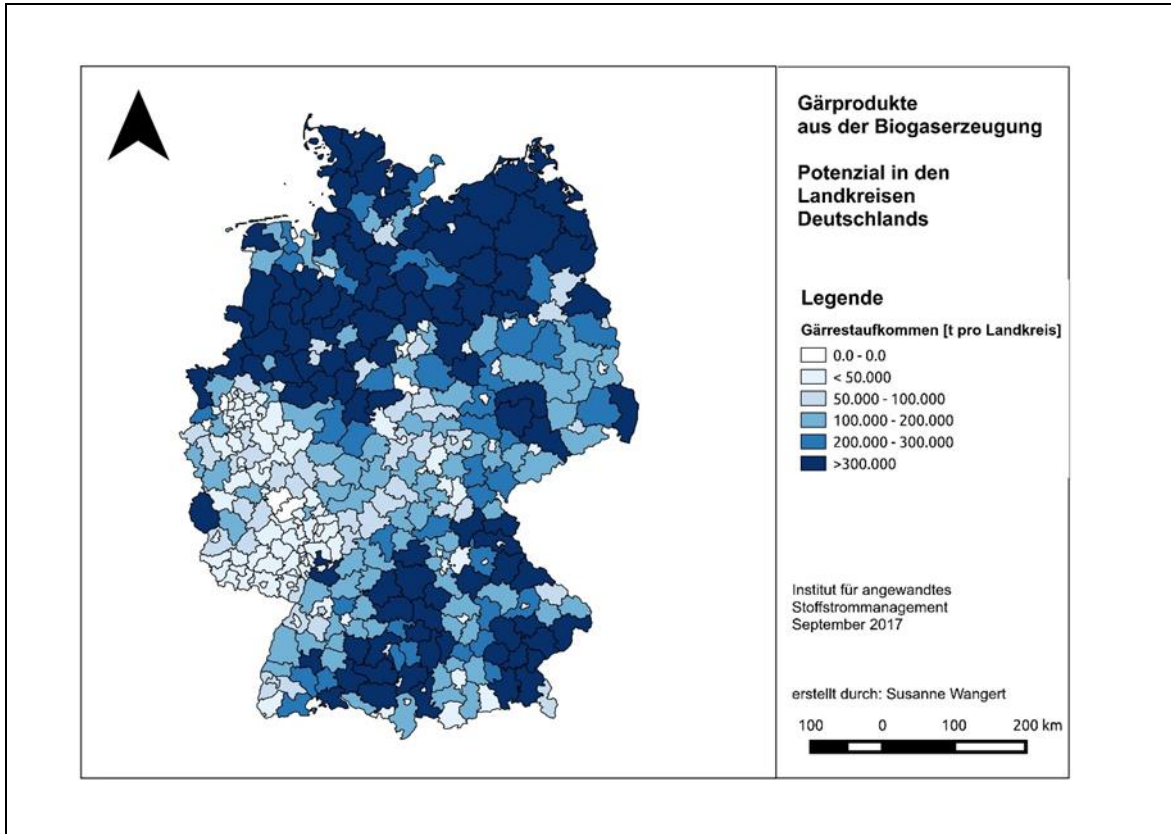 Gärprodukte
aus der Biogaserzeugung
Potenzial in den
Landkreisen
Deutschlands
Legende
Gärrestaufkommen [t pro Landkreis]
0.0 - 0.0
< 50.000
50.000 - 100.000
100.000 - 200.000
200.000 - 300.000
>300.000
Institut für angewandtes
Stoffstrommanagement
September 2017
erstellt durch: Susanne Wangert
100 0 100 200 km